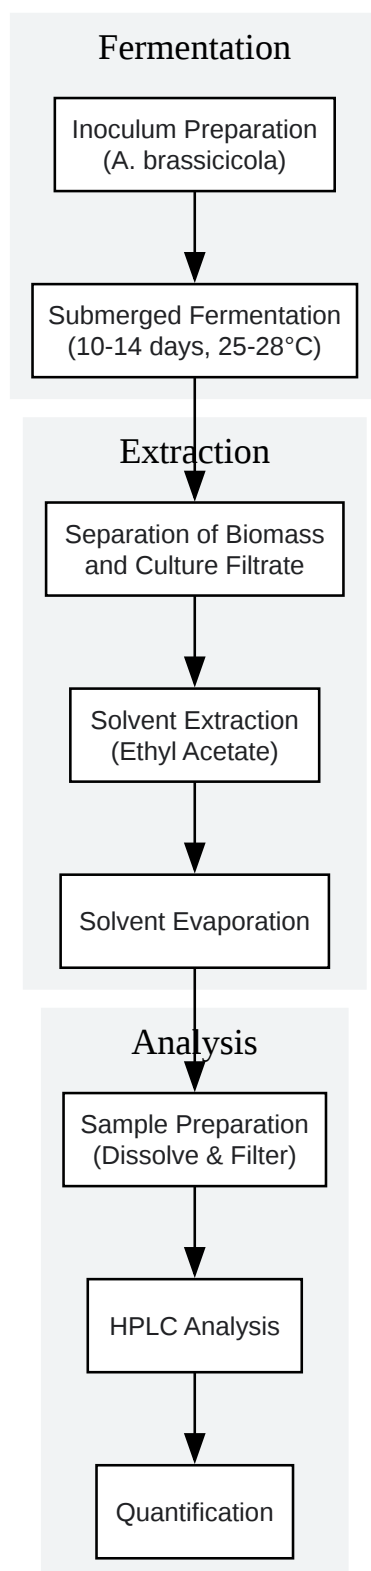 Fermentation
Inoculum Preparation
(A. brassicicola)
Submerged Fermentation
(10-14 days, 25-28°C)
Extraction
Separation of Biomass
and Culture Filtrate
Solvent Extraction
(Ethyl Acetate)
Solvent Evaporation
Analysis
Sample Preparation
(Dissolve & Filter)
HPLC Analysis
Quantification